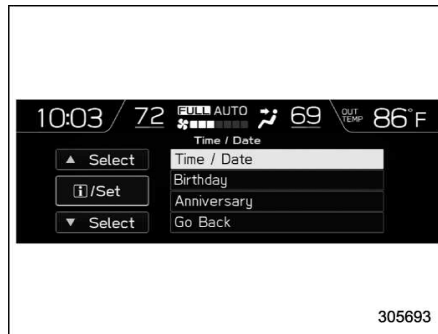 10:03 / 72 FULL AUTO 69 OUT TEMP 86°F
Time / Date
▲ Select
Time / Date
i/Set
Birthday
Anniversary
▼ Select
Go Back
305693